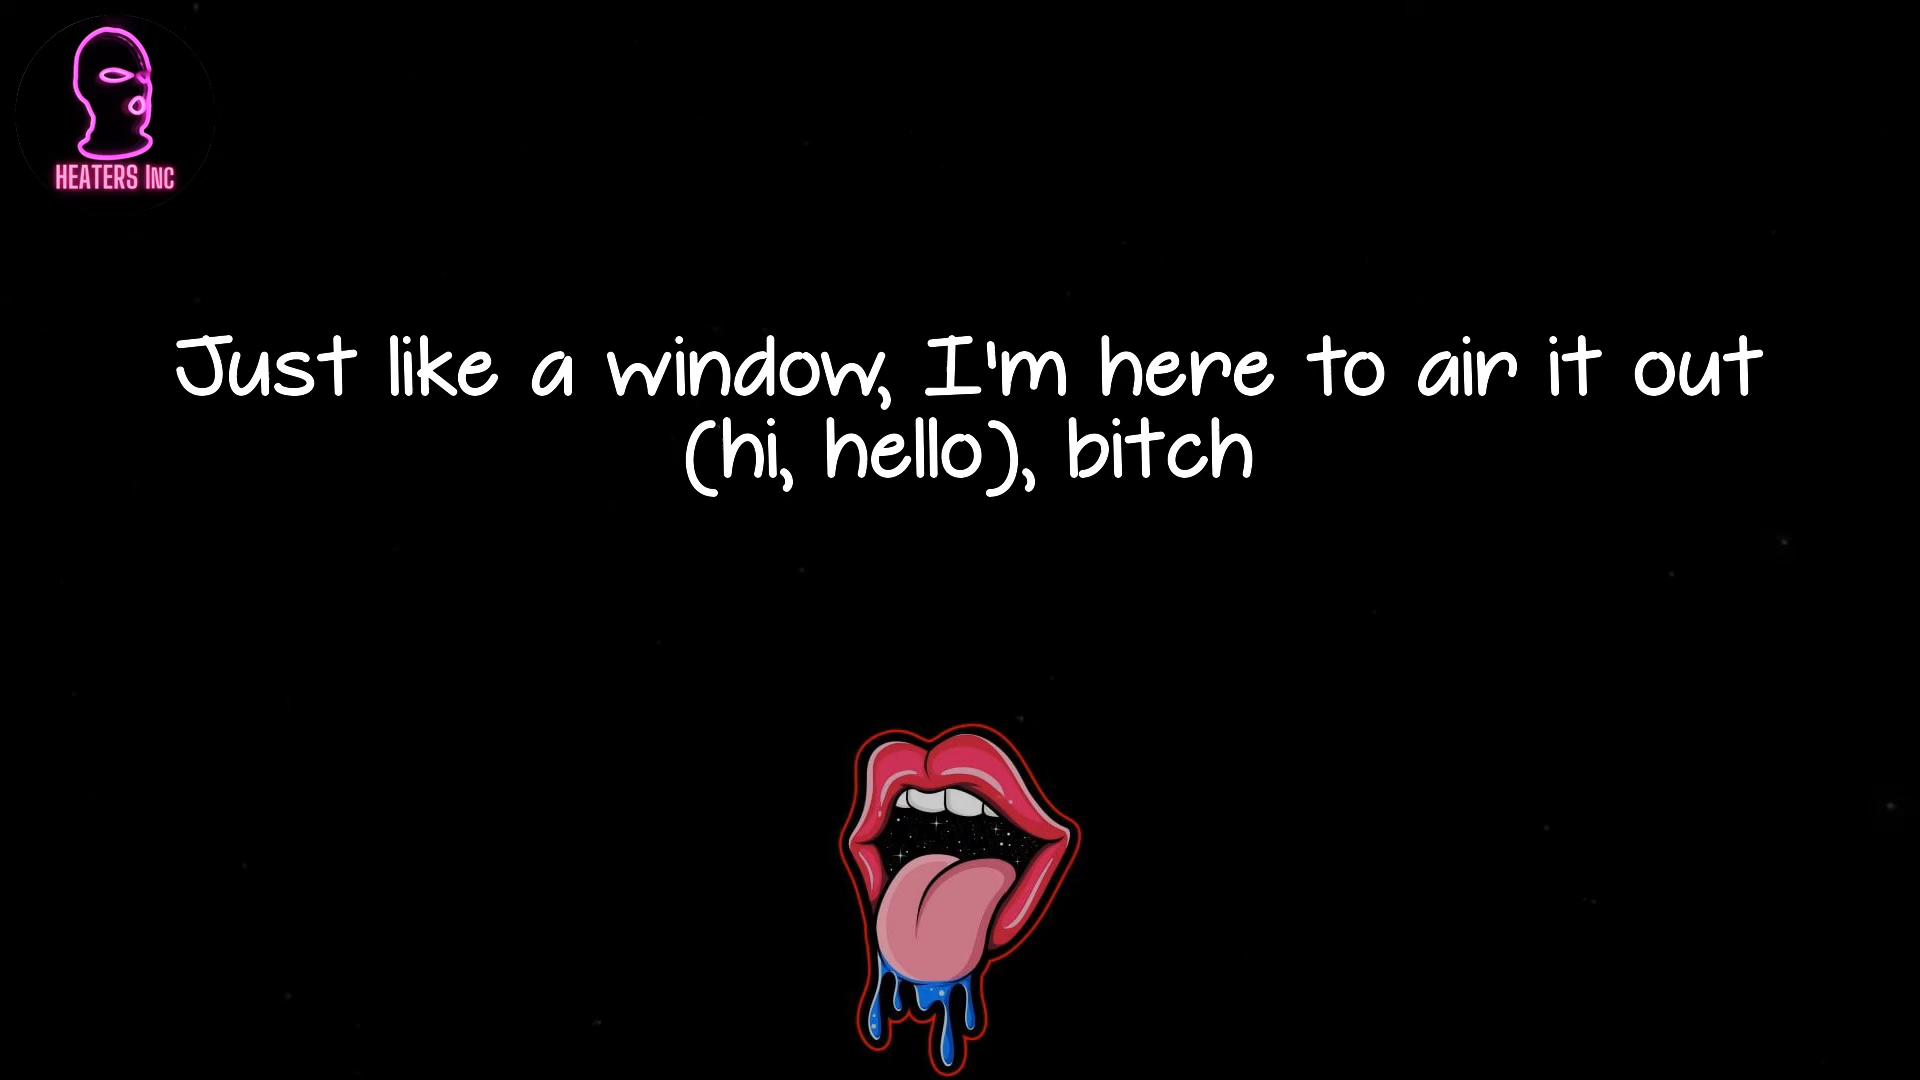 HEATERS INC
Just like a window, I'm here to air it out
(hi, hello), bitch